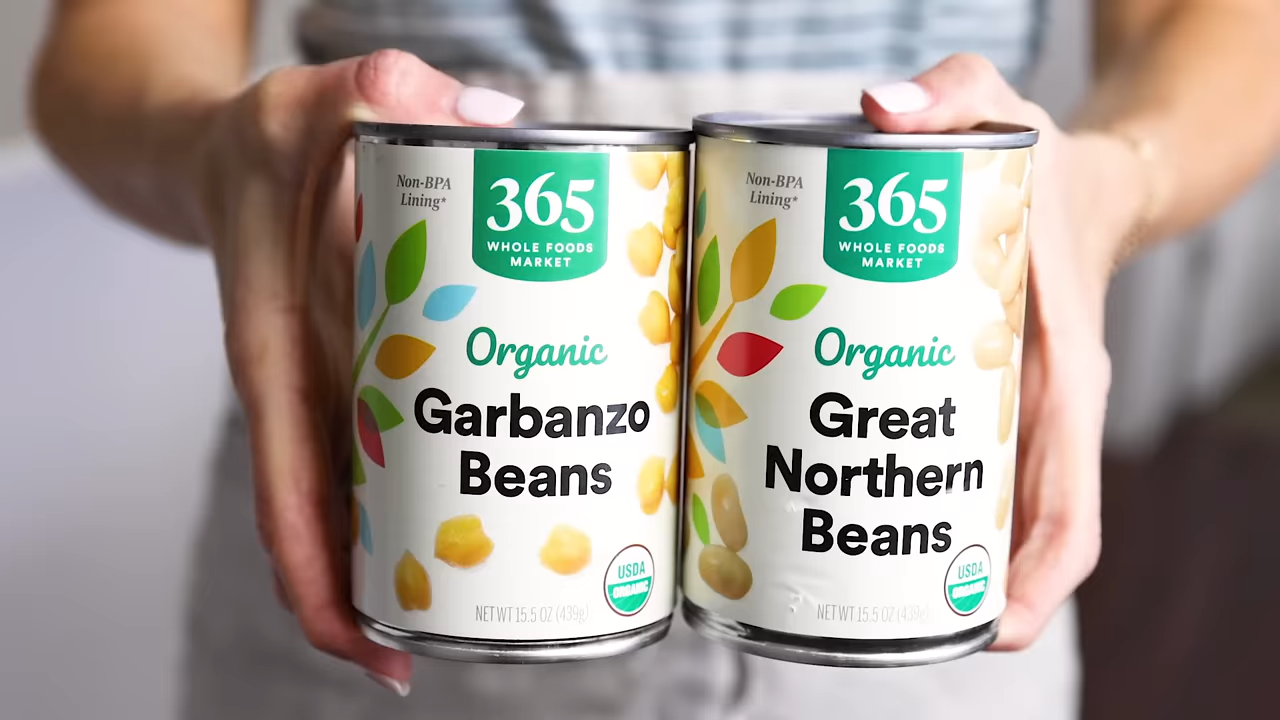 Non-BPA
Lining*
365
WHOLE FOODS
MARKET
Organic
Garbanzo
Beans
USDA
ORGANIC
NET WT 15.5 OZ (439g)
Non-BPA
Lining*
365
WHOLE FOODS
MARKET
Organic
Great
Northern
Beans
USDA
ORGANIC
NET WT 15.5 OZ (439g)